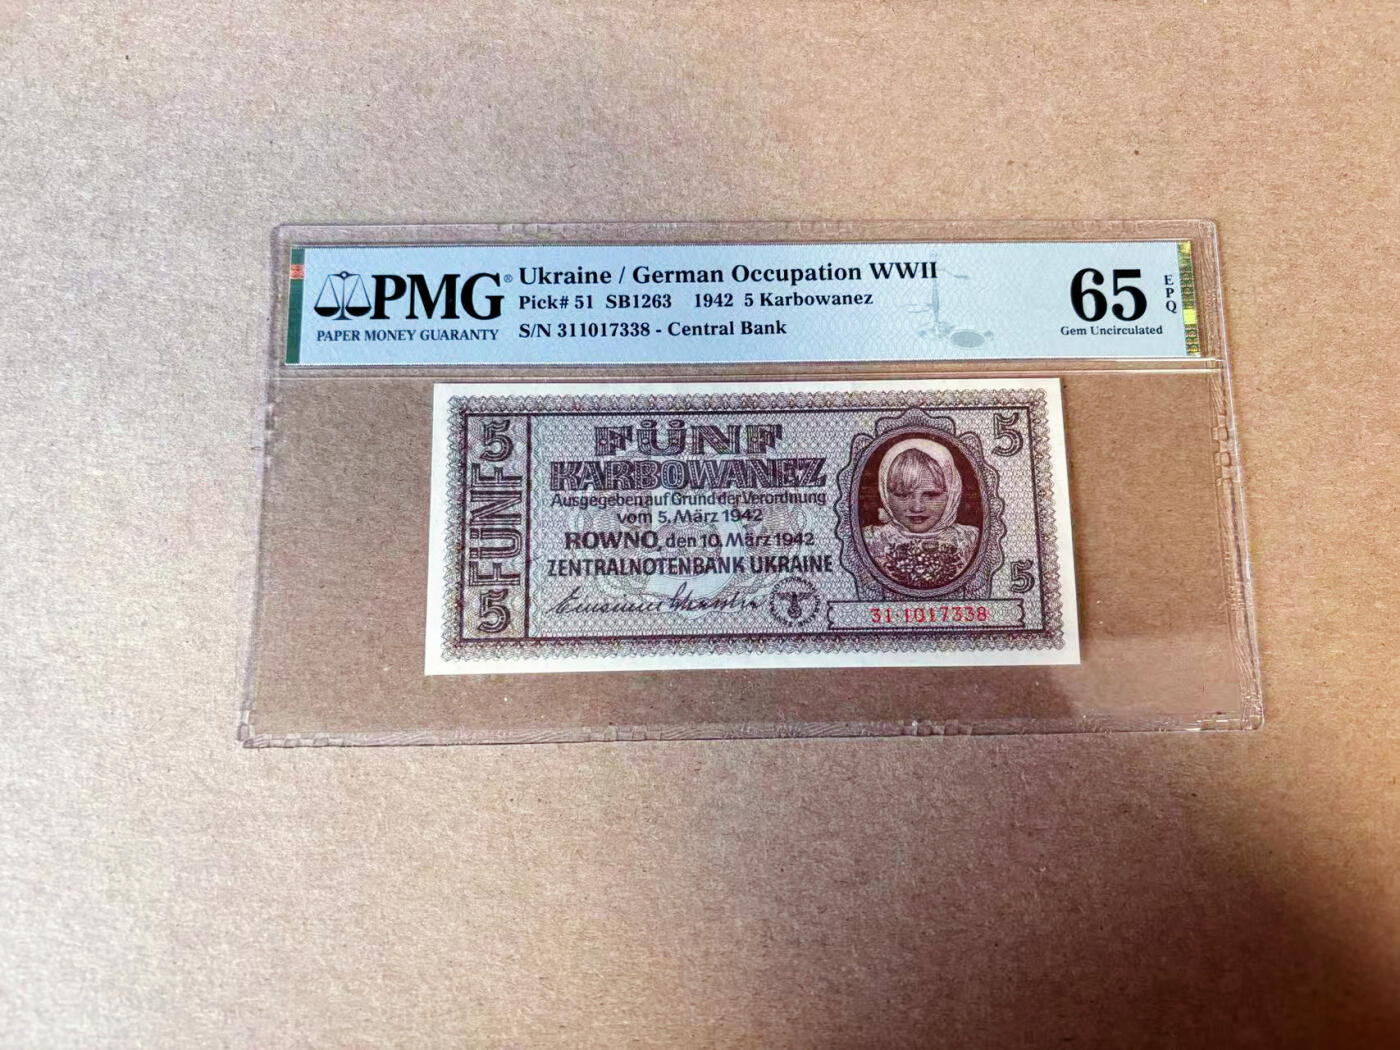 PMG®
PAPER MONEY GUARANTY
Ukraine / German Occupation WWII
Pick# 51 SB1263 1942 5 Karbowanez
S/N 311017338 - Central Bank
65
EPQ
Gem Uncirculated
5
FÜNF
5
FÜNF
KARBOWANEZ
Ausgegeben auf Grund der Verordnung
vom 5. März 1942
ROWNO, den 10. März 1942
ZENTRALNOTENBANK UKRAINE
5
5
31·1017338